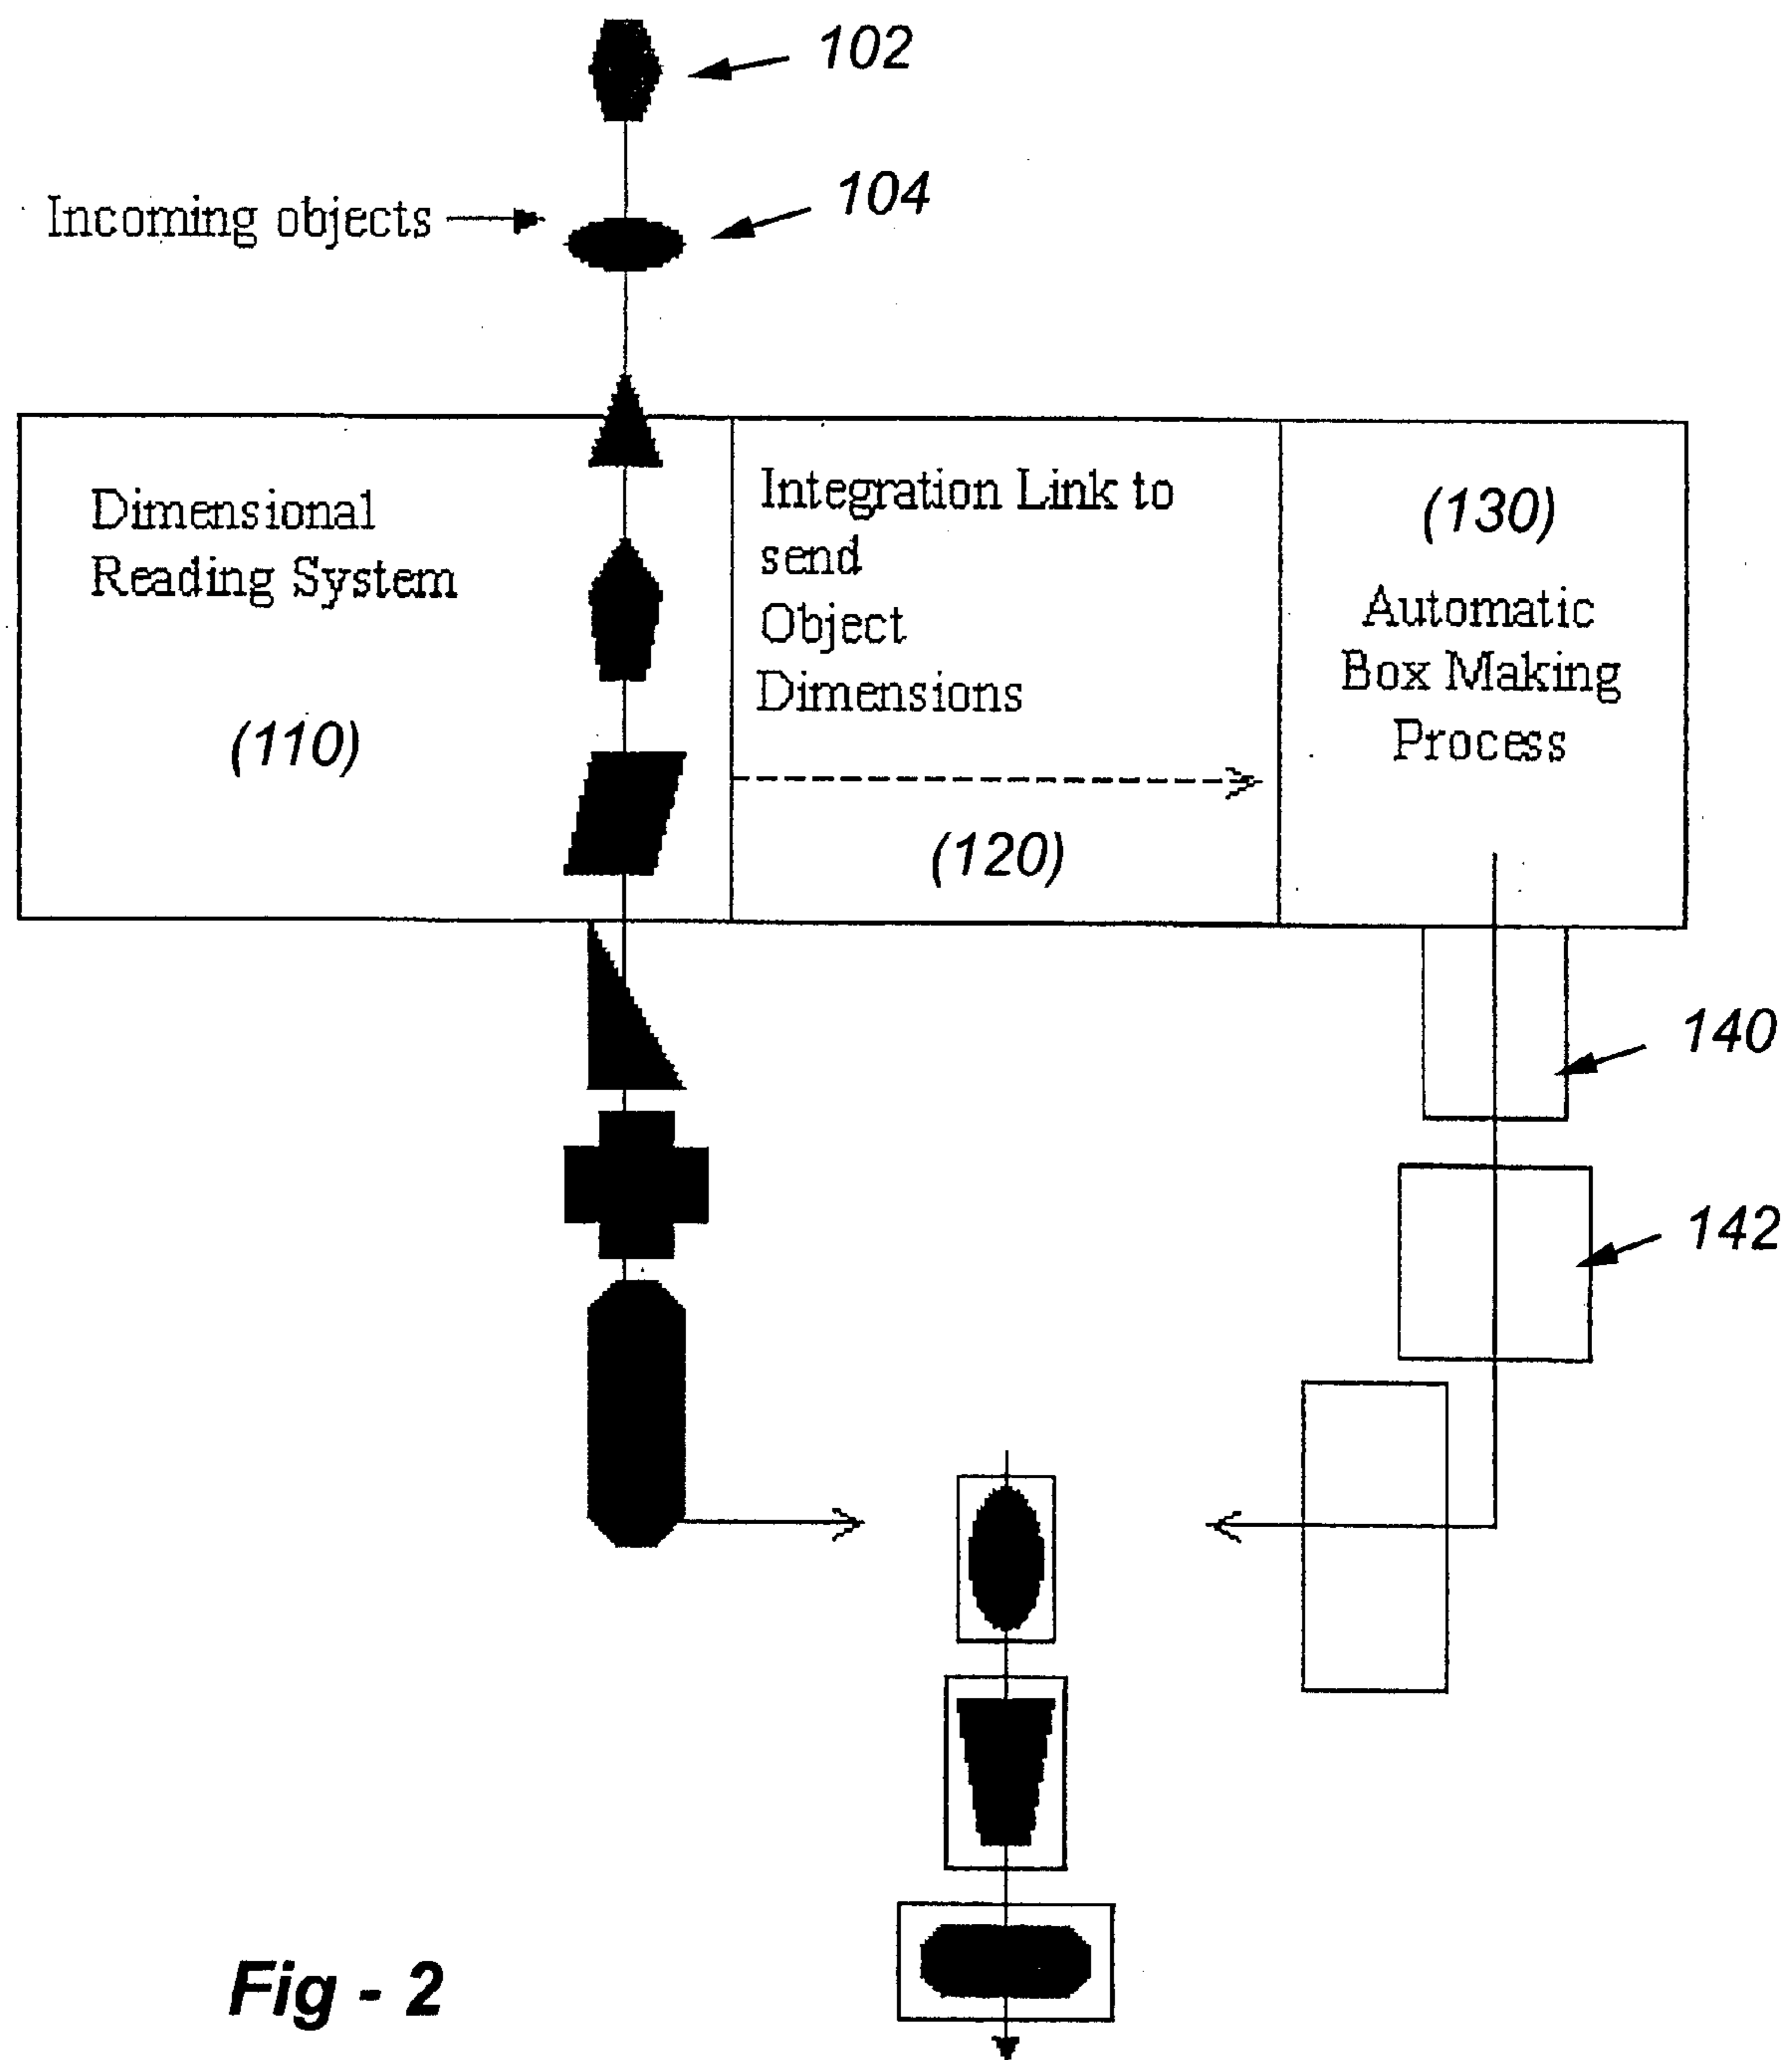 102
104
Incoming objects
Dimensional
Reading System
(110)
Integration Link to
send
Object
Dimensions
(120)
(130)
Automatic
Box Making
Process
140
142
Fig - 2